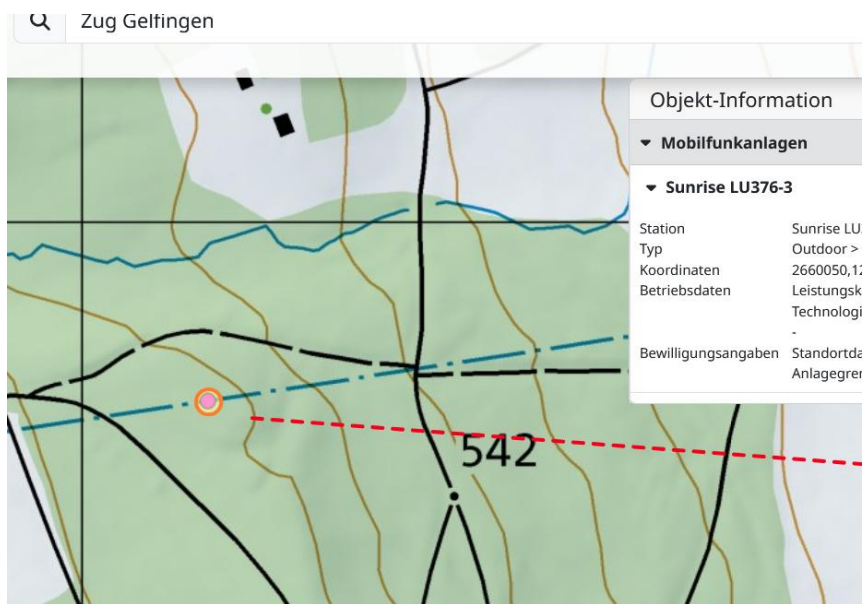 Zug Gelfingen
Objekt-Information
Mobilfunkanlagen
Sunrise LU376-3
Station Sunrise LU
Typ Outdoor >
Koordinaten 2660050,12
Betriebsdaten Leistungsk
Technologi
-
Bewilligungsangaben Standortda
Anlagegren
542